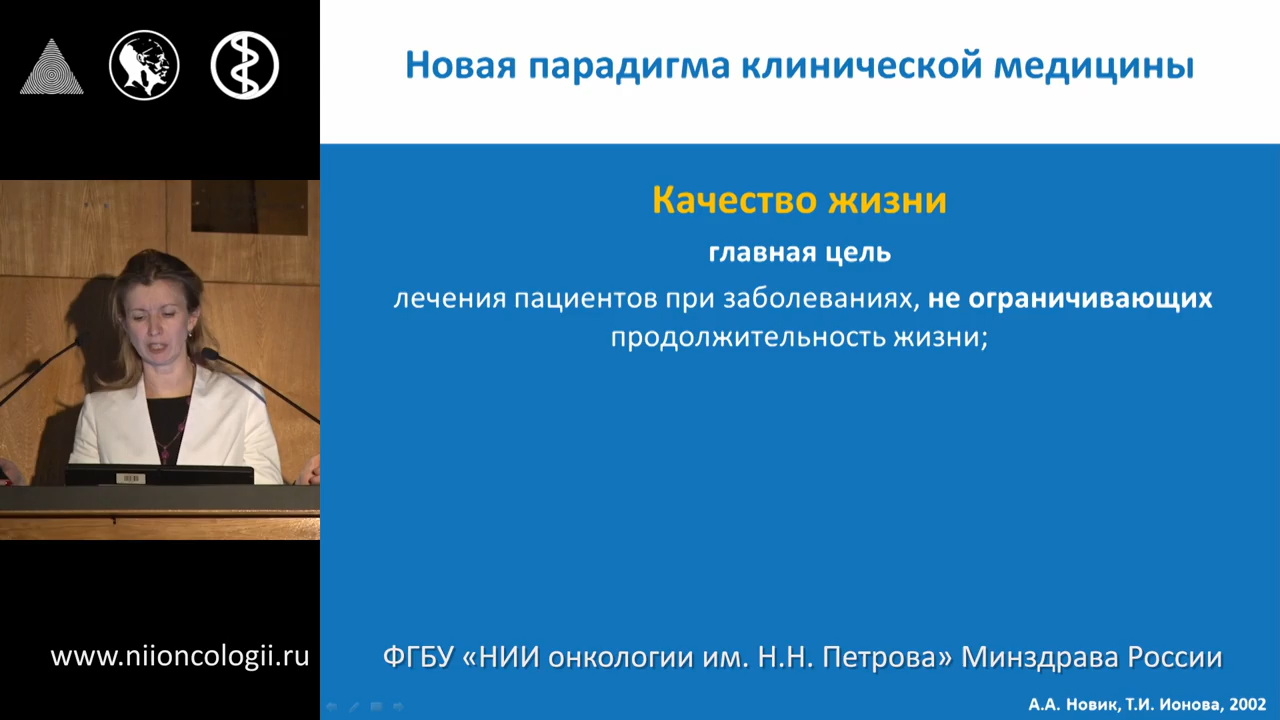 Новая парадигма клинической медицины
Качество жизни
главная цель
лечения пациентов при заболеваниях, не ограничивающих
продолжительность жизни;
www.niioncologii.ru
ФГБУ «НИИ онкологии им. Н.Н. Петрова» Минздрава России
А.А. Новик, Т.И. Ионова, 2002